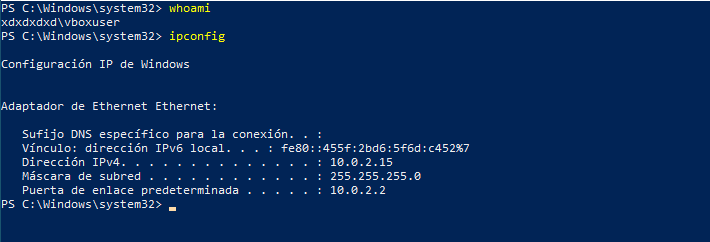 PS C:\Windows\system32> whoami
xdxdxdxd\vboxuser
PS C:\Windows\system32> ipconfig
Configuración IP de Windows
Adaptador de Ethernet Ethernet:
Sufijo DNS específico para la conexión. . :
Vínculo: dirección IPv6 local. . . : fe80::455f:2bd6:5f6d:c452%7
Dirección IPv4. . . . . . . . . . . . . . : 10.0.2.15
Máscara de subred . . . . . . . . . . . . : 255.255.255.0
Puerta de enlace predeterminada . . . . . : 10.0.2.2
PS C:\Windows\system32> _